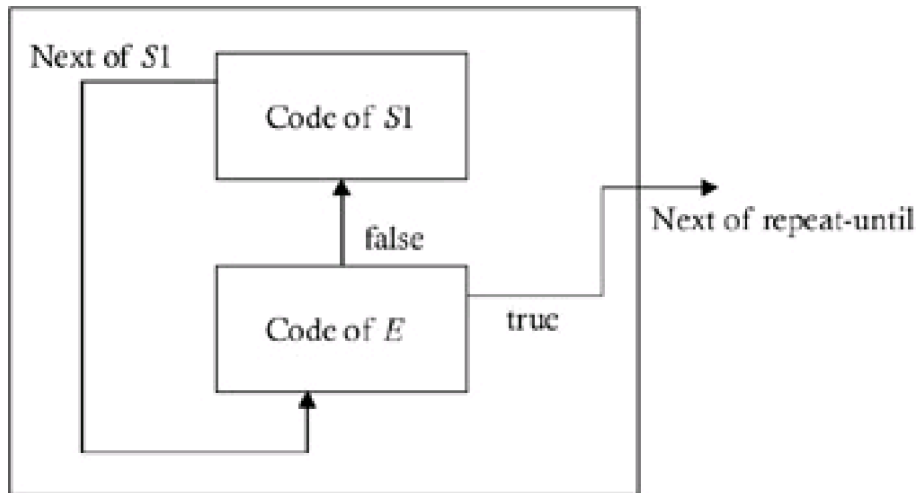 Next of S1
Code of S1
false
Next of repeat-until
Code of E
true